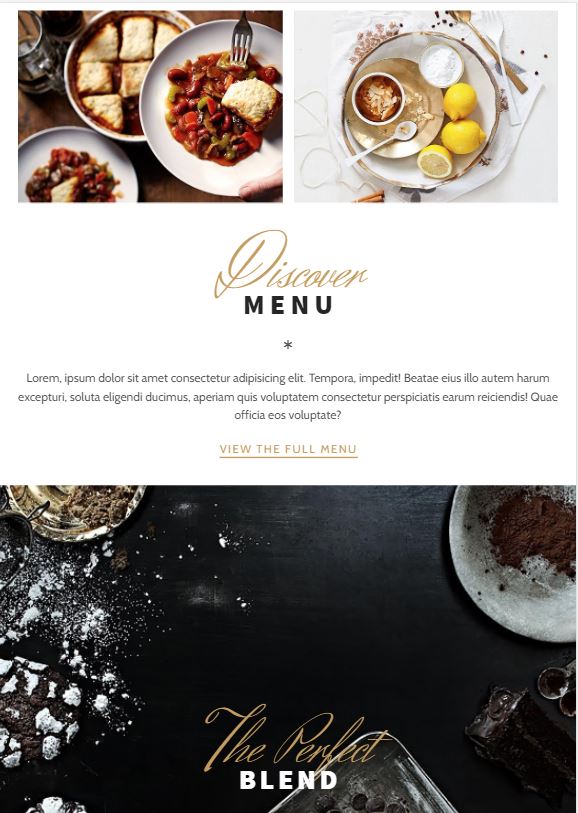 Discover
MENU
*
Lorem, ipsum dolor sit amet consectetur adipisicing elit. Tempora, impedit! Beatae eius illo autem harum
excepturi, soluta eligendi ducimus, aperiam quis voluptatem consectetur perspiciatis earum reiciendis! Quae
officia eos voluptate?
VIEW THE FULL MENU
The Perfect
BLEND